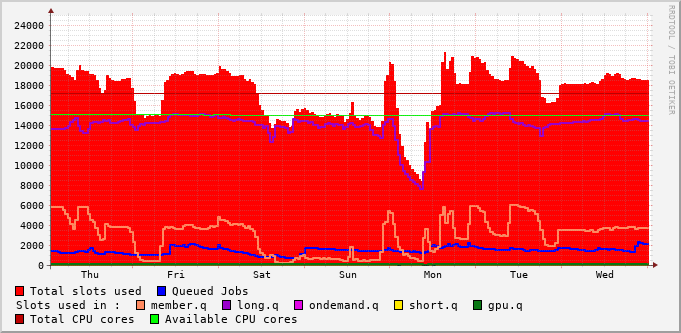 RRDTOOL / TOBI OETIKER
24000
22000
20000
18000
16000
14000
12000
10000
8000
6000
4000
2000
0
Thu Fri Sat Sun Mon Tue Wed
Total slots used Queued Jobs
Slots used in : member.q long.q ondemand.q short.q gpu.q
Total CPU cores Available CPU cores